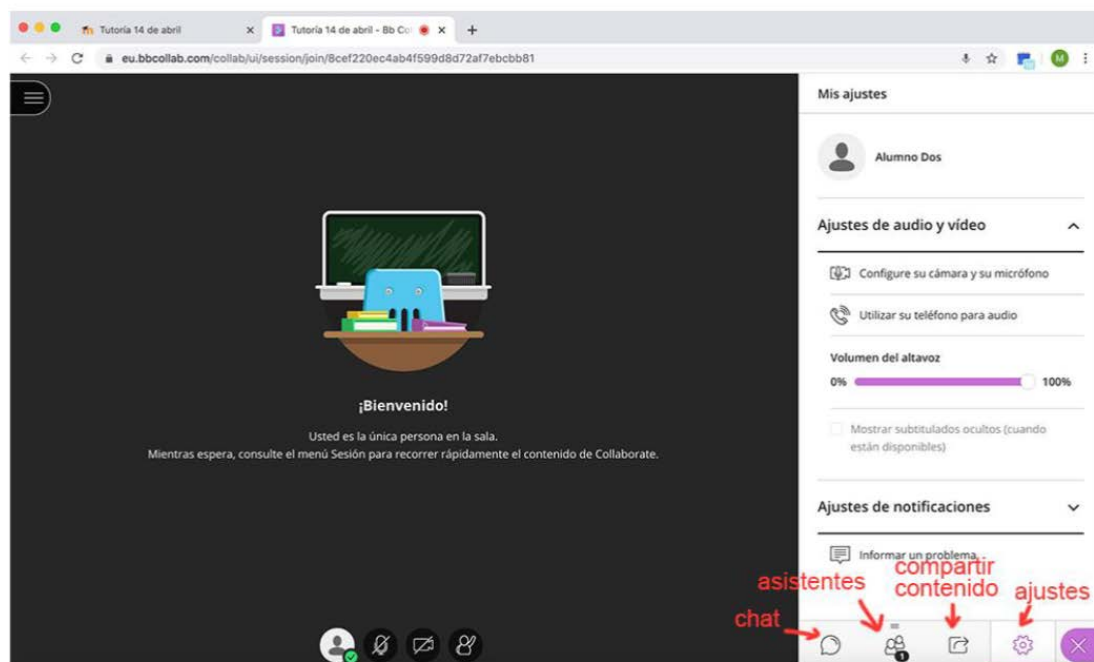 Tutoría 14 de abril
Tutoría 14 de abril - Bb Col
eu.bbcollab.com/collab/ui/session/join/8cef220ec4ab4f599d8d72af7ebcbb81
M
Mis ajustes
Alumno Dos
Ajustes de audio y vídeo
Configure su cámara y su micrófono
Utilizar su teléfono para audio
Volumen del altavoz
0% 100%
Mostrar subtitulados ocultos (cuando
están disponibles)
Ajustes de notificaciones
Informar un problema
¡Bienvenido!
Usted es la única persona en la sala.
Mientras espera, consulte el menú Sesión para recorrer rápidamente el contenido de Collaborate.
chat
asistentes
compartir
contenido
ajustes
1